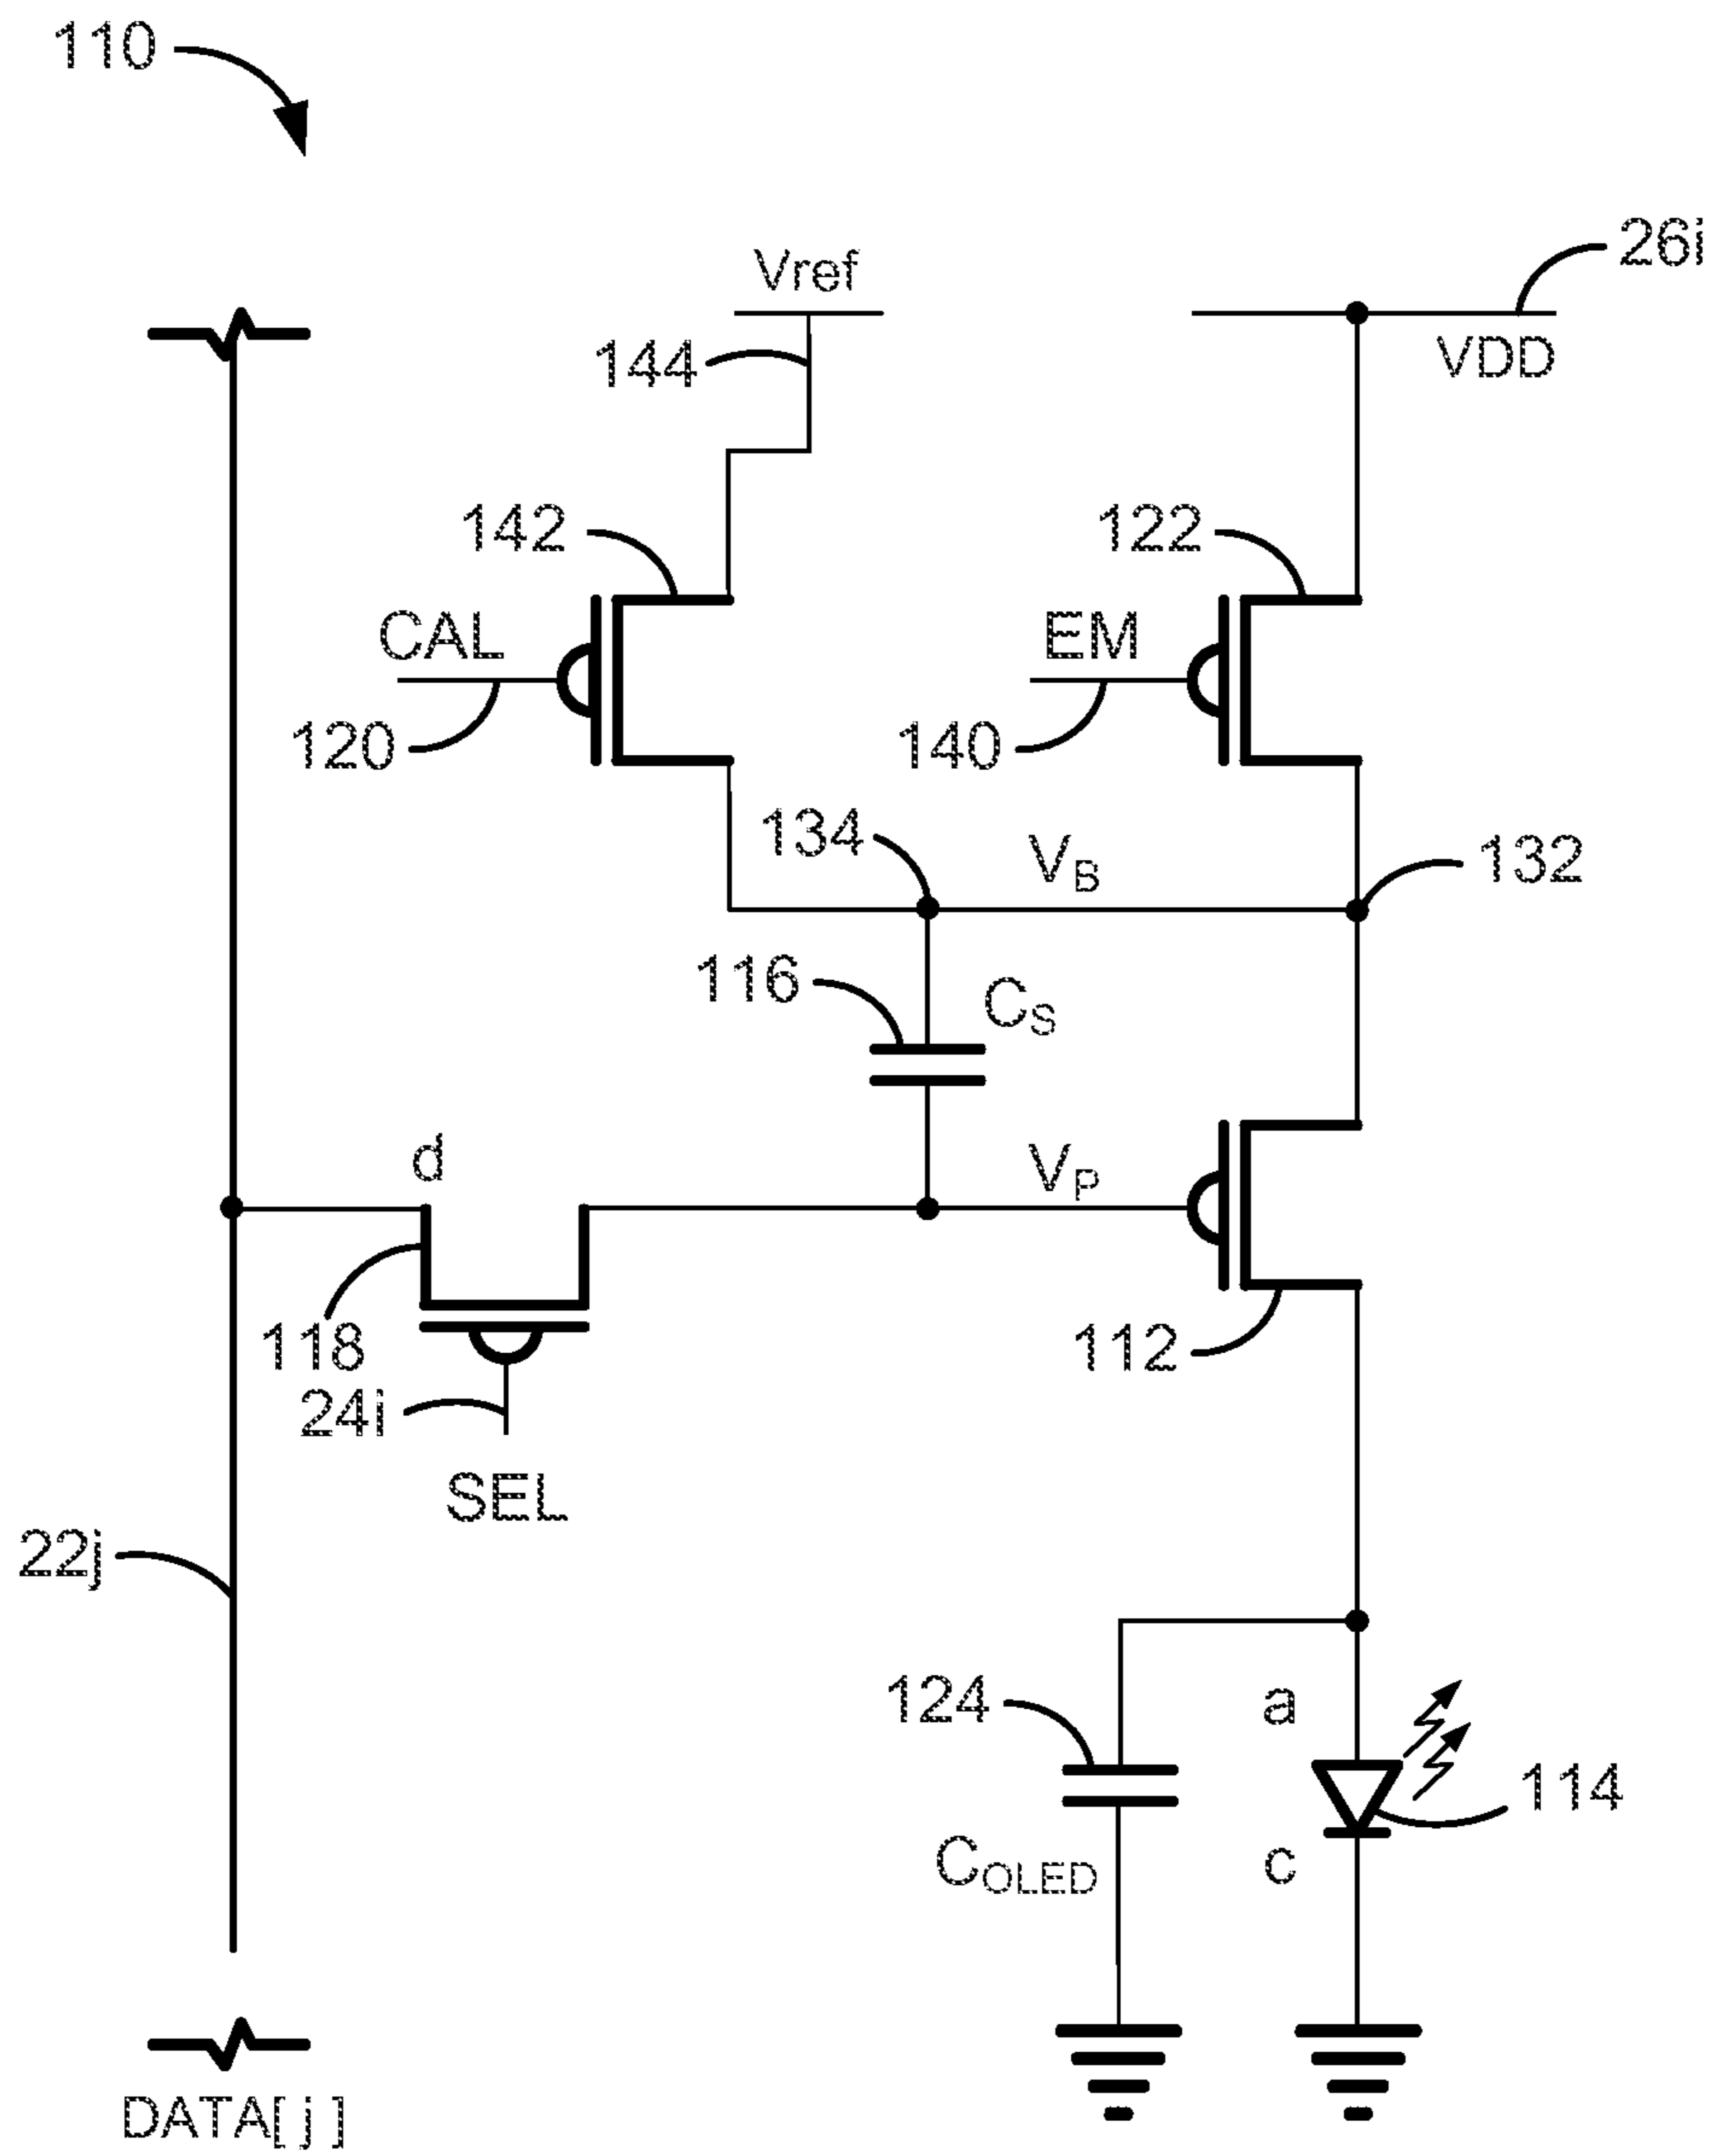 110
26i
Vref
VDD
144
142
122
CAL
EM
120
140
134
VB
132
116
CS
d
VP
118
112
24i
SEL
22j
124
a
114
COLED
c
DATA[ j ]